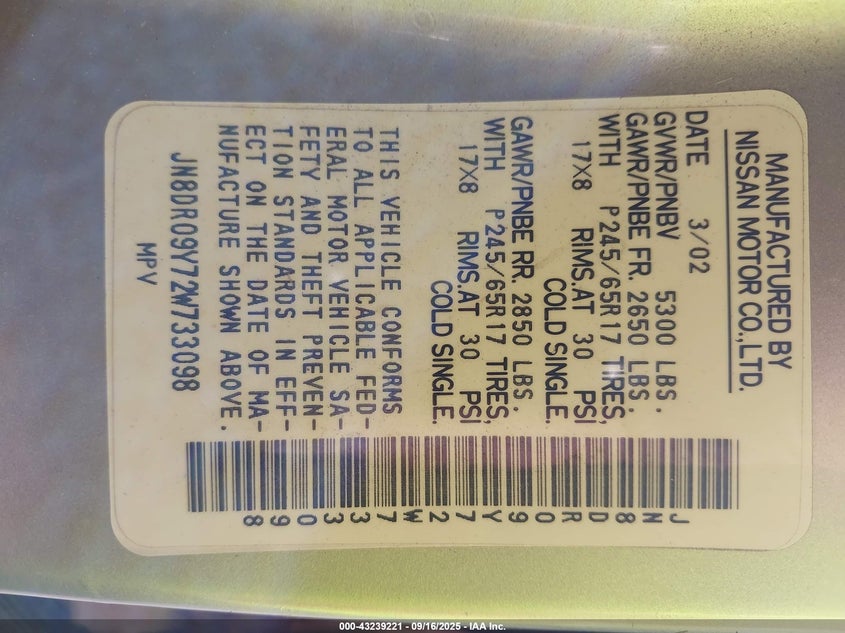 MANUFACTURED BY
NISSAN MOTOR CO.,LTD.
DATE 3/02
GVWR/PNBV 5300 LBS.
GAWR/PNBE FR. 2650 LBS.
WITH P245/65R17 TIRES,
17X8 RIMS.AT 30 PSI
COLD SINGLE.
GAWR/PNBE RR. 2850 LBS.
WITH P245/65R17 TIRES,
17X8 RIMS.AT 30 PSI
COLD SINGLE.
THIS VEHICLE CONFORMS
TO ALL APPLICABLE FED-
ERAL MOTOR VEHICLE SA-
FETY AND THEFT PREVEN-
TION STANDARDS IN EFF-
ECT ON THE DATE OF MA-
NUFACTURE SHOWN ABOVE.
JN8DR09Y72W733098
MPV
JN8DR09Y72W733098
000-43239221 - 09/16/2025 - IAA Inc.